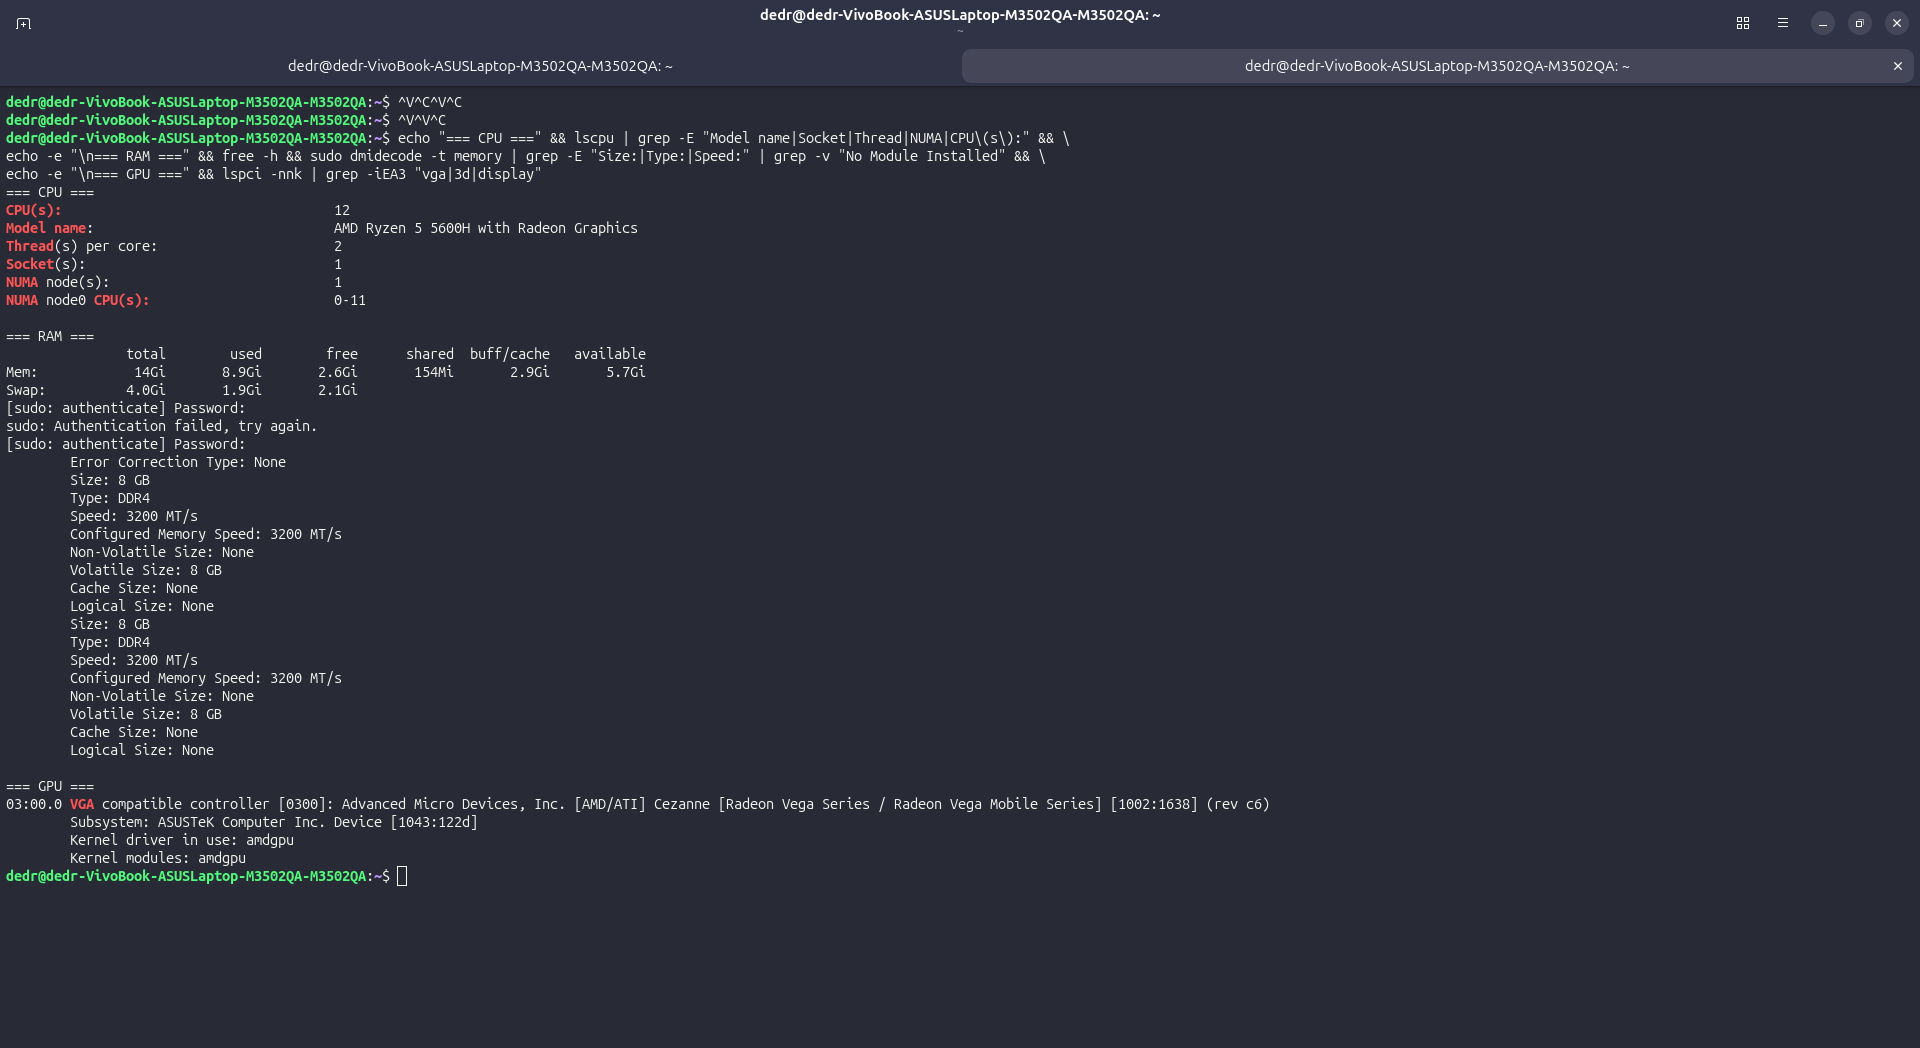 dedr@dedr-VivoBook-ASUSLaptop-M3502QA-M3502QA: ~
~
dedr@dedr-VivoBook-ASUSLaptop-M3502QA-M3502QA: ~
dedr@dedr-VivoBook-ASUSLaptop-M3502QA-M3502QA: ~
dedr@dedr-VivoBook-ASUSLaptop-M3502QA-M3502QA:~$ ^V^C^V^C
dedr@dedr-VivoBook-ASUSLaptop-M3502QA-M3502QA:~$ ^V^V^C
dedr@dedr-VivoBook-ASUSLaptop-M3502QA-M3502QA:~$ echo "=== CPU ===" && lscpu | grep -E "Model name|Socket|Thread|NUMA|CPU\(s\):" && \
echo -e "\n=== RAM ===" && free -h && sudo dmidecode -t memory | grep -E "Size:|Type:|Speed:" | grep -v "No Module Installed" && \
echo -e "\n=== GPU ===" && lspci -nnk | grep -iEA3 "vga|3d|display"
=== CPU ===
CPU(s): 12
Model name: AMD Ryzen 5 5600H with Radeon Graphics
Thread(s) per core: 2
Socket(s): 1
NUMA node(s): 1
NUMA node0 CPU(s): 0-11
=== RAM ===
total used free shared buff/cache available
Mem: 14Gi 8.9Gi 2.6Gi 154Mi 2.9Gi 5.7Gi
Swap: 4.0Gi 1.9Gi 2.1Gi
[sudo: authenticate] Password:
sudo: Authentication failed, try again.
[sudo: authenticate] Password:
Error Correction Type: None
Size: 8 GB
Type: DDR4
Speed: 3200 MT/s
Configured Memory Speed: 3200 MT/s
Non-Volatile Size: None
Volatile Size: 8 GB
Cache Size: None
Logical Size: None
Size: 8 GB
Type: DDR4
Speed: 3200 MT/s
Configured Memory Speed: 3200 MT/s
Non-Volatile Size: None
Volatile Size: 8 GB
Cache Size: None
Logical Size: None
=== GPU ===
03:00.0 VGA compatible controller [0300]: Advanced Micro Devices, Inc. [AMD/ATI] Cezanne [Radeon Vega Series / Radeon Vega Mobile Series] [1002:1638] (rev c6)
Subsystem: ASUSTeK Computer Inc. Device [1043:122d]
Kernel driver in use: amdgpu
Kernel modules: amdgpu
dedr@dedr-VivoBook-ASUSLaptop-M3502QA-M3502QA:~$